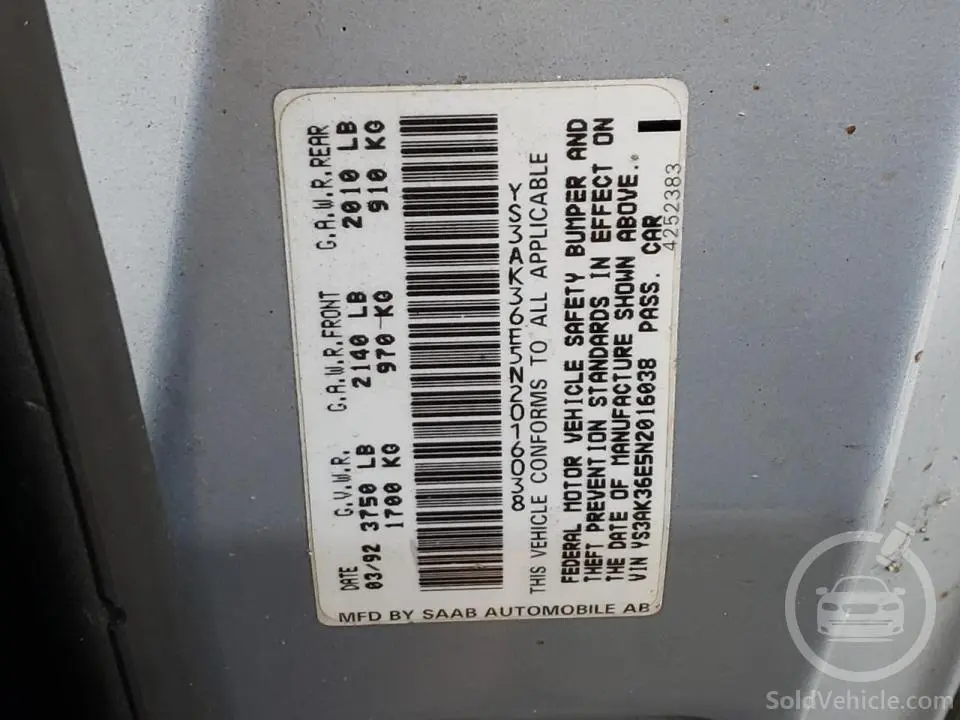 MFD BY SAAB AUTOMOBILE AB
DATE G.V.W.R. G.A.W.R.FRONT G.A.W.R.REAR
03/92 3750 LB 2140 LB 2010 LB
1700 KG 970 KG 910 KG
YS3AK36E5N2016038
THIS VEHICLE CONFORMS TO ALL APPLICABLE
FEDERAL MOTOR VEHICLE SAFETY BUMPER AND
THEFT PREVENTION STANDARDS IN EFFECT ON
THE DATE OF MANUFACTURE SHOWN ABOVE.
VIN YS3AK36E5N2016038 PASS. CAR
4252383
SoldVehicle.com